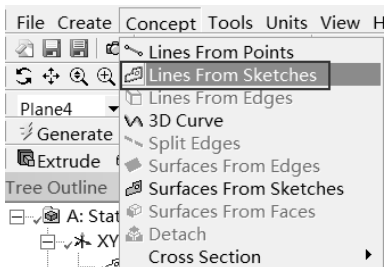 File Create Concept Tools Units View H
Lines From Points
Lines From Sketches
Plane4
Lines From Edges
3D Curve
Generate
Split Edges
Extrude
Surfaces From Edges
Tree Outline
Surfaces From Sketches
A: Stat
Surfaces From Faces
XY
Detach
Cross Section